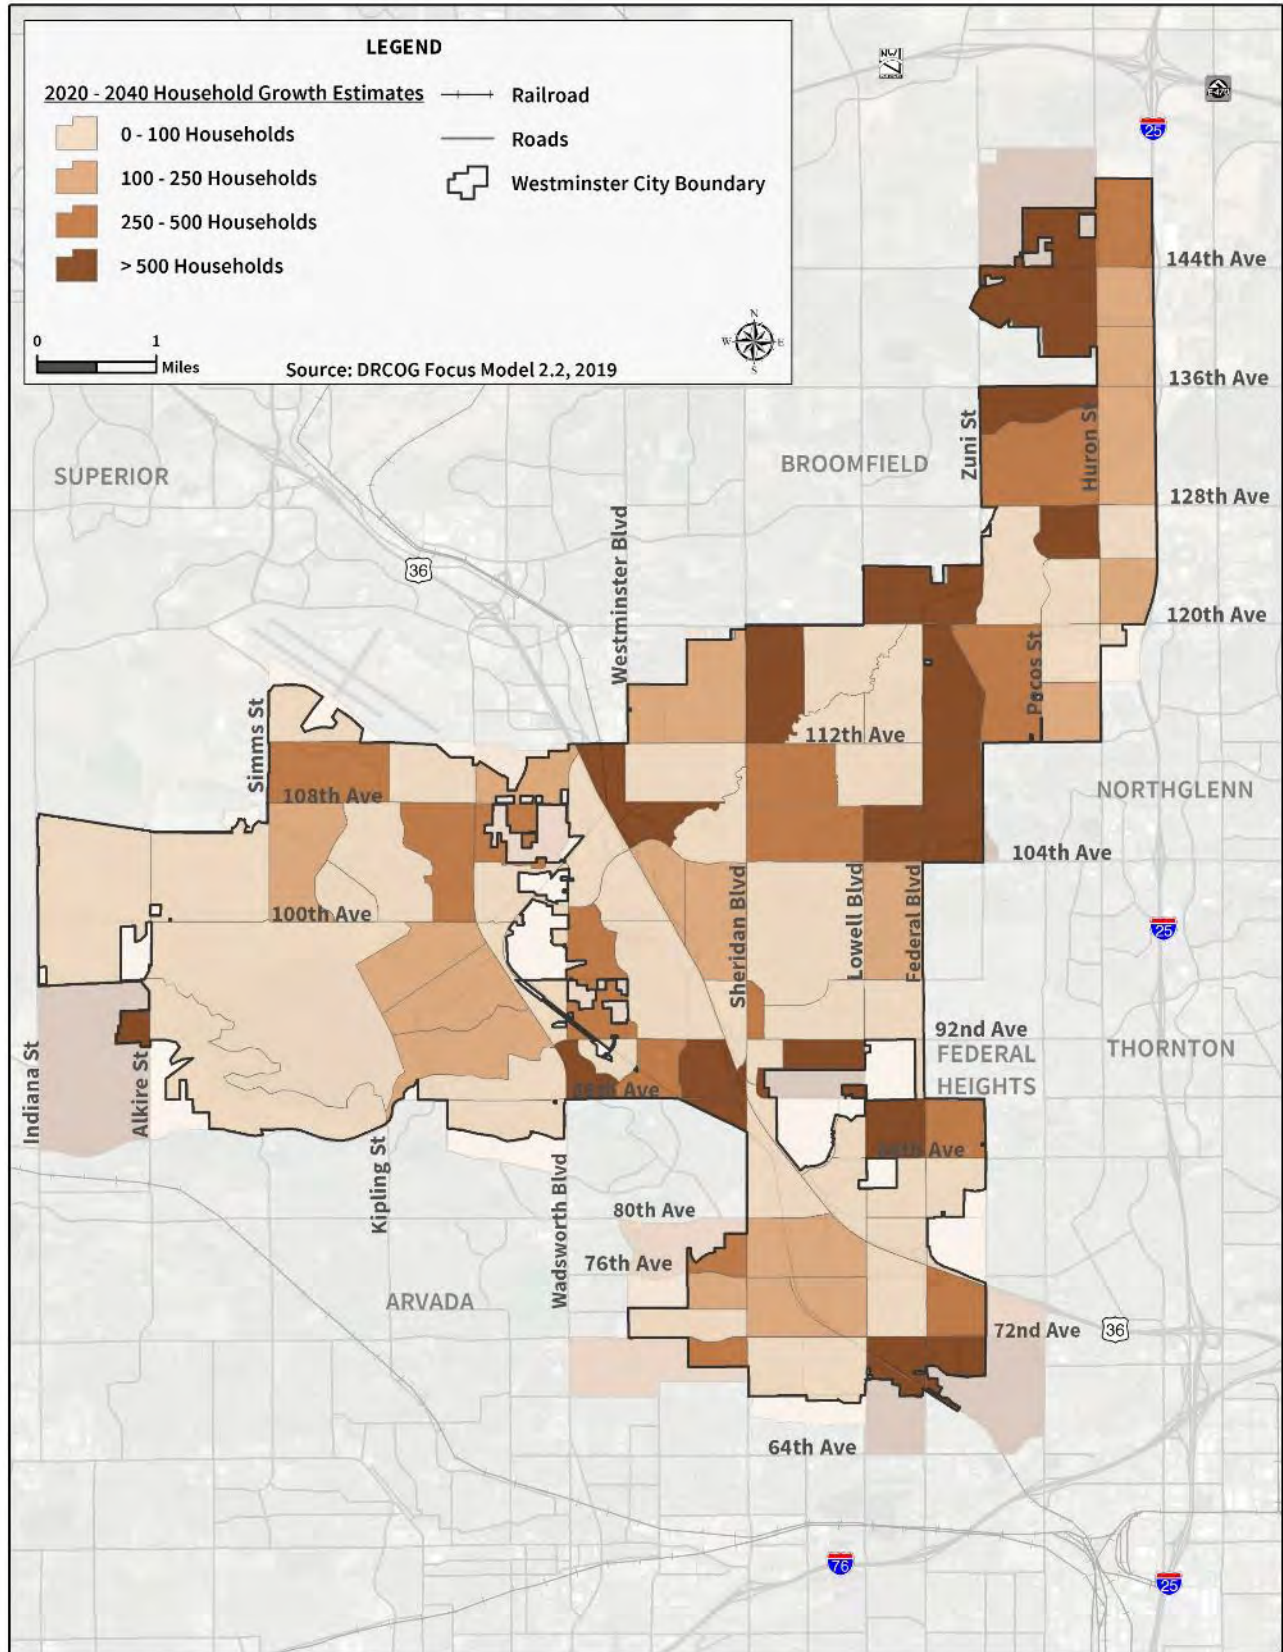 LEGEND
2020 - 2040 Household Growth Estimates
0 - 100 Households
100 - 250 Households
250 - 500 Households
> 500 Households
Railroad
Roads
Westminster City Boundary
0 1
Miles
Source: DRCOG Focus Model 2.2, 2019
N
W E
S
NW
E-470
25
144th Ave
136th Ave
Zuni St
Huron St
SUPERIOR
BROOMFIELD
128th Ave
Westminster Blvd
36
120th Ave
Pecos St
Simms St
112th Ave
108th Ave
NORTHGLENN
104th Ave
100th Ave
Sheridan Blvd
Lowell Blvd
Federal Blvd
25
92nd Ave
FEDERAL
HEIGHTS
THORNTON
Indiana St
Alkire St
Kipling St
Wadsworth Blvd
80th Ave
76th Ave
ARVADA
72nd Ave
36
64th Ave
76
25